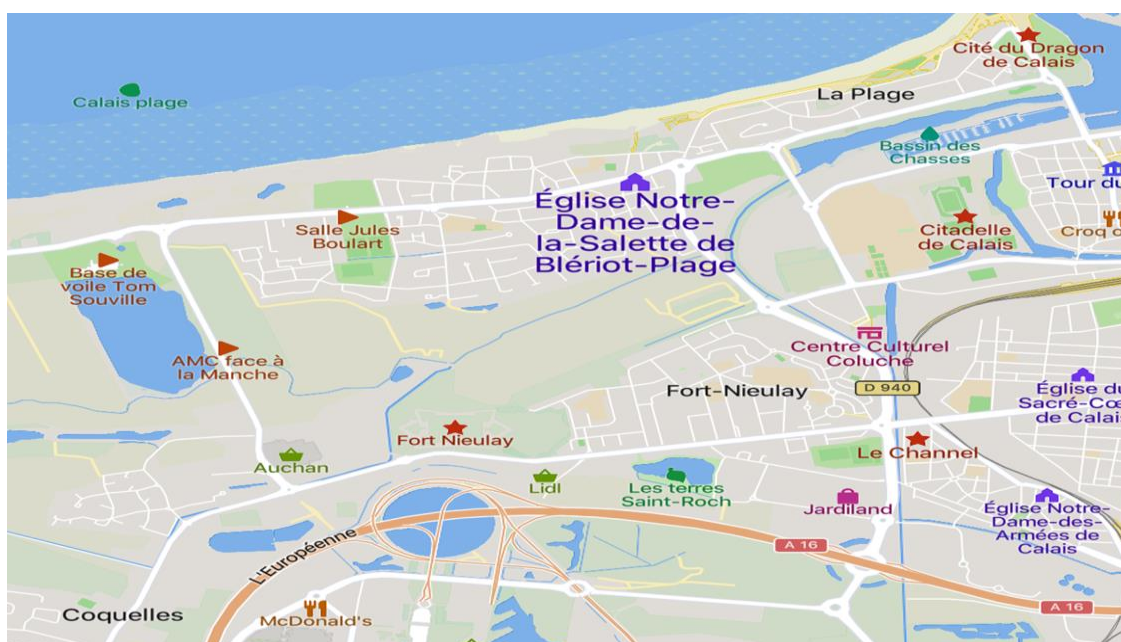 Cité du Dragon
de Calais
Calais plage
La Plage
Bassin des
Chasses
Tour du
Église Notre-
Dame-de-
la-Salette de
Blériot-Plage
Salle Jules
Boulart
Citadelle
de Calais
Croq d
Base de
voile Tom
Souville
AMC face à
la Manche
Centre Culturel
Coluche
Fort-Nieulay
D 940
Église du
Sacré-Cœu
de Calais
Fort Nieulay
Le Channel
Auchan
Lidl
Les terres
Saint-Roch
Jardiland
Église Notre-
Dame-des-
Armées de
Calais
L'Européenne
A 16
A 16
Coquelles
McDonald's